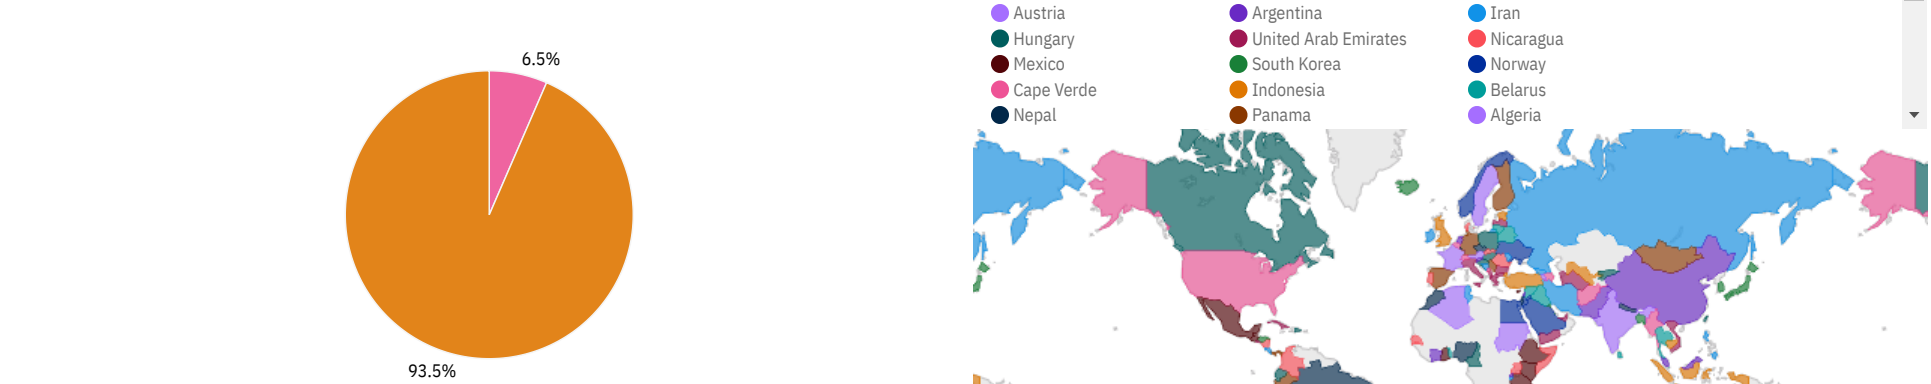 6.5%
93.5%
Austria
Argentina
Iran
Hungary
United Arab Emirates
Nicaragua
Mexico
South Korea
Norway
Cape Verde
Indonesia
Belarus
Nepal
Panama
Algeria